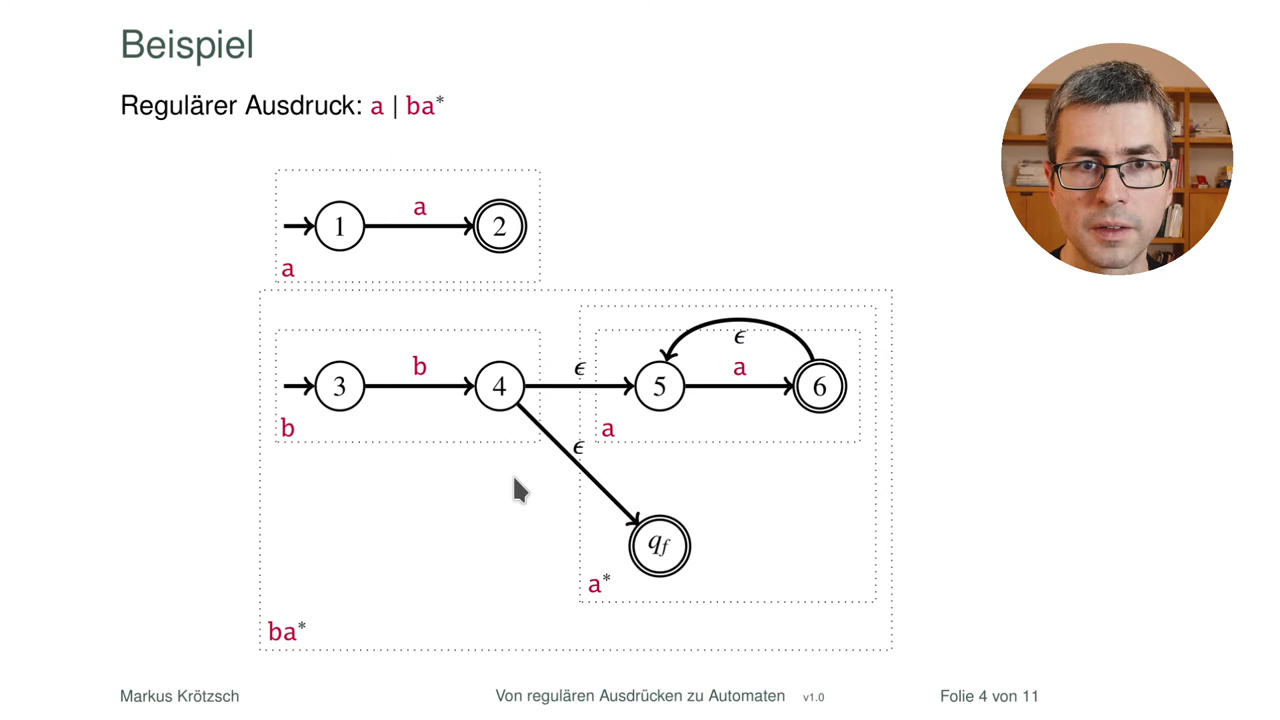 Beispiel
Regulärer Ausdruck: a | ba*
1 a 2
a
ϵ
3 b 4 ϵ 5 a 6
b a
ϵ
qf
a*
ba*
Markus Krötzsch Von regulären Ausdrücken zu Automaten v1.0 Folie 4 von 11